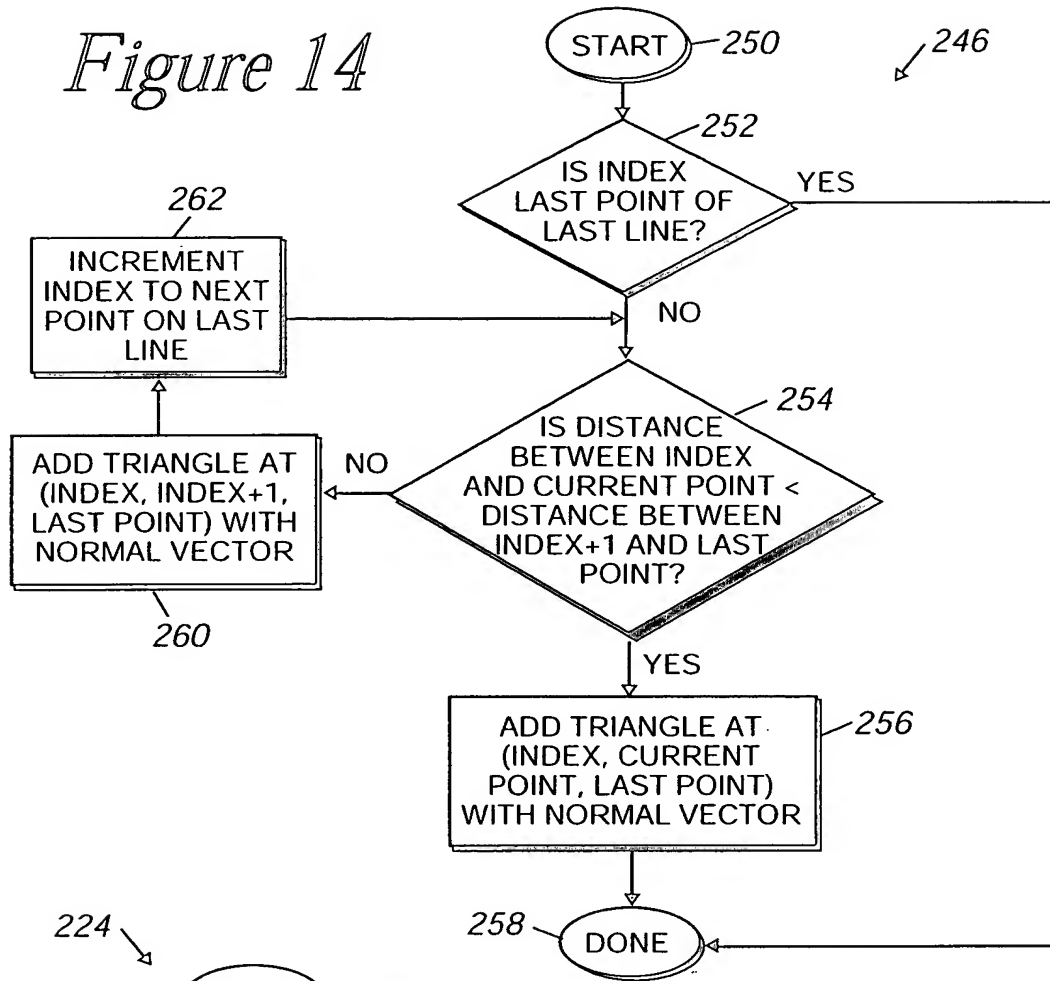 Figure 14
START
250
246
252
IS INDEX
LAST POINT OF
LAST LINE?
YES
262
INCREMENT
INDEX TO NEXT
POINT ON LAST
LINE
NO
254
IS DISTANCE
BETWEEN INDEX
AND CURRENT POINT <
DISTANCE BETWEEN
INDEX+1 AND LAST
POINT?
NO
ADD TRIANGLE AT
(INDEX, INDEX+1,
LAST POINT) WITH
NORMAL VECTOR
260
YES
ADD TRIANGLE AT
(INDEX, CURRENT
POINT, LAST POINT)
WITH NORMAL VECTOR
256
224
258
DONE